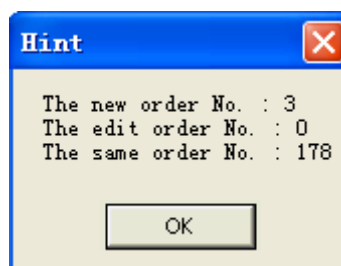 Hint
The new order No. : 3
The edit order No. : 0
The same order No. : 178
OK